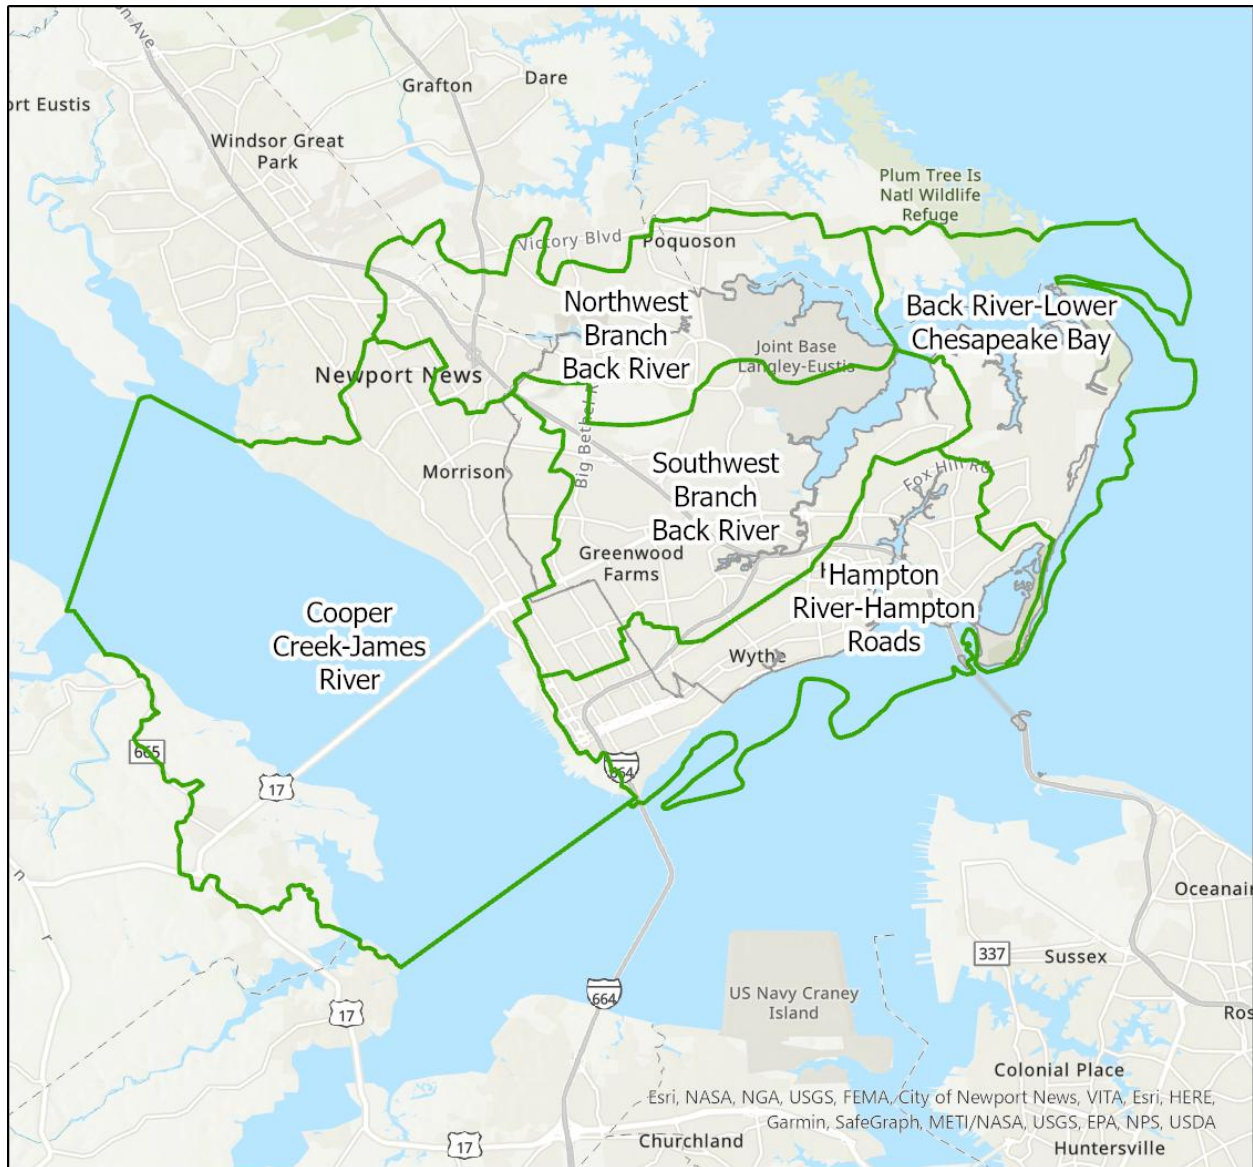 on Ave
Grafton
Dare
ort Eustis
Windsor Great
Park
Plum Tree Is
Natl Wildlife
Refuge
Victory Blvd
Poquoson
Northwest
Branch
Back River
Back River-Lower
Chesapeake Bay
Joint Base
Langley-Eustis
Newport News
Big Bethel R
Morrison
Southwest
Branch
Back River
Fox Hill Rd
Greenwood
Farms
Hampton
River-Hampton
Roads
Cooper
Creek-James
River
Wythe
665
17
664
n
r
Oceanair
337
Sussex
US Navy Craney
Island
664
17
Ros
Colonial Place
Esri, NASA, NGA, USGS, FEMA, City of Newport News, VITA, Esri, HERE,
Garmin, SafeGraph, METI/NASA, USGS, EPA, NPS, USDA
Churchland
17
Huntersville